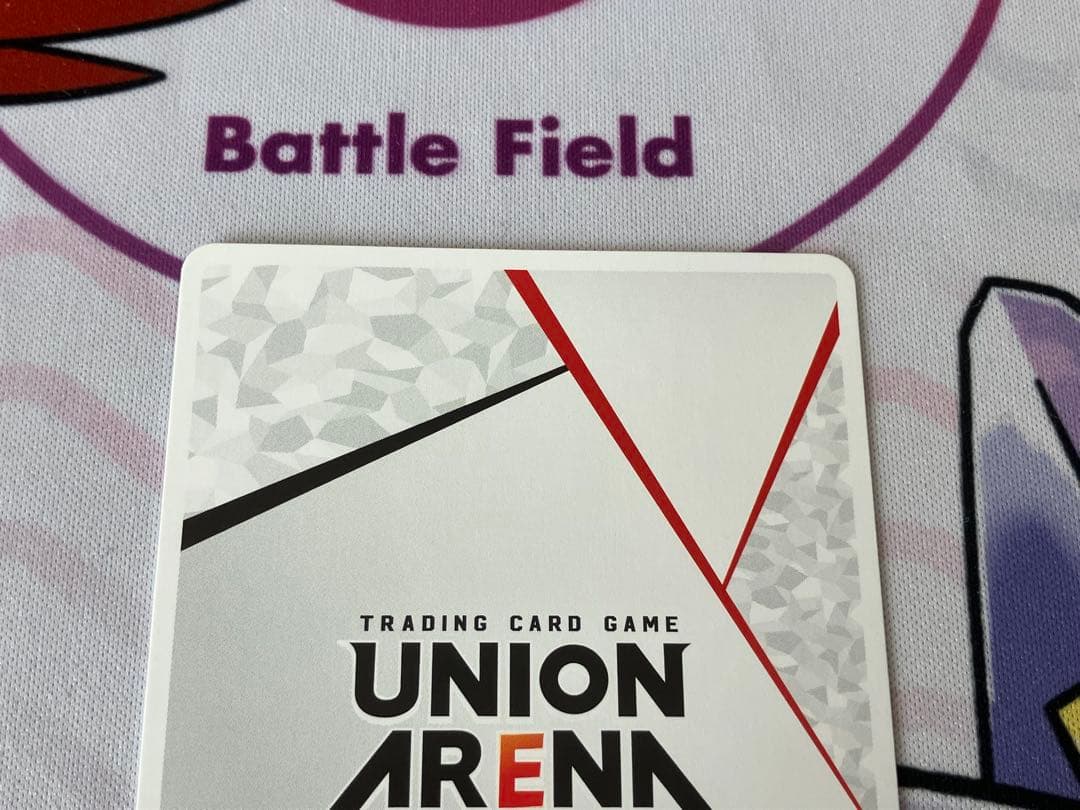 Battle Field
TRADING CARD GAME
UNION
ARENA